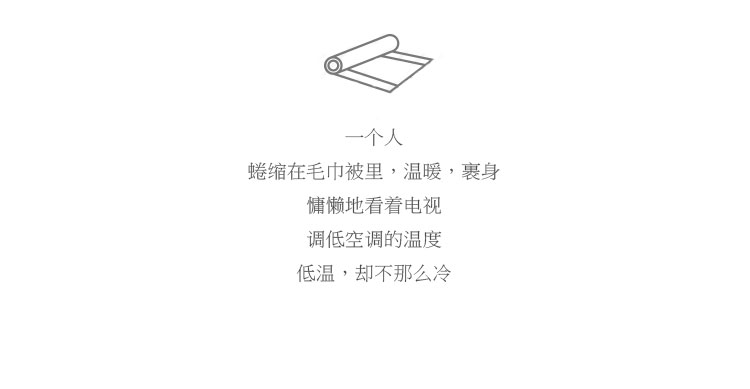 一个人
蜷缩在毛巾被里，温暖，裹身
慵懒地看着电视
调低空调的温度
低温，却不那么冷